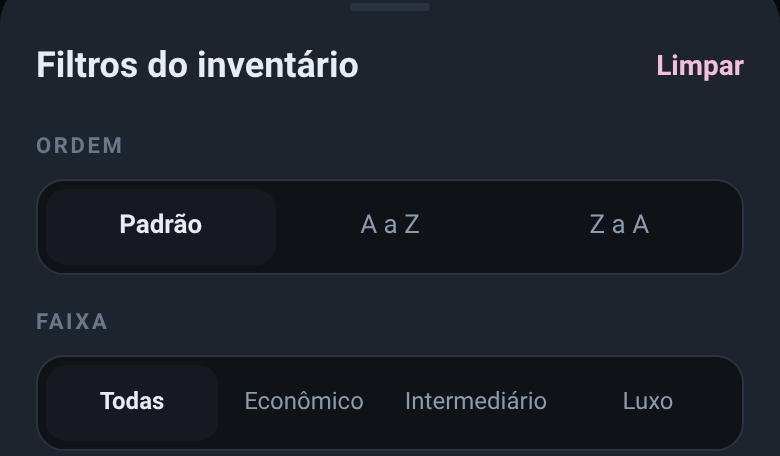 Filtros do inventário
Limpar
ORDEM
Padrão
A a Z
Z a A
FAIXA
Todas
Econômico
Intermediário
Luxo